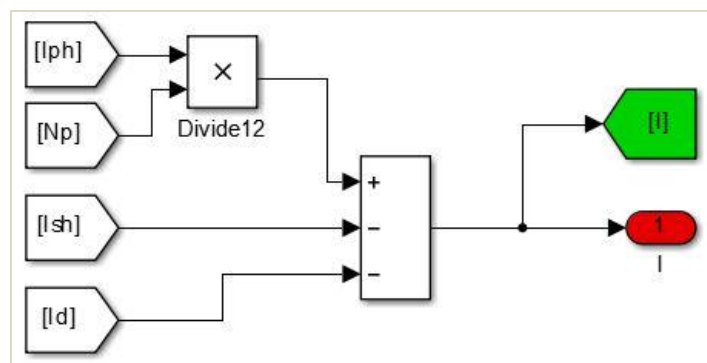 [Iph]
×
[Np]
Divide12
[I]
+
[Ish]
−
1
I
−
[Id]